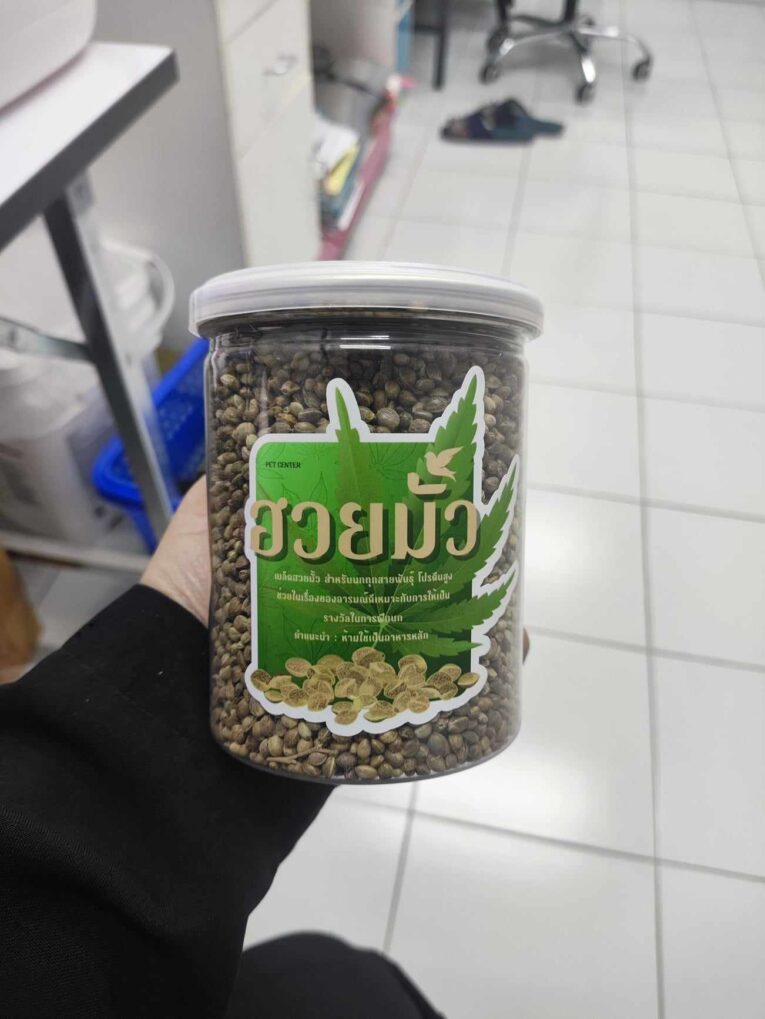 PET CENTER
ฮวยมั้ว
เมล็ดฮวยมั้ว สำหรับนกทุกสายพันธุ์ โปรตีนสูง
ช่วยในเรื่องของอารมณ์ดีเหมาะกับการให้เป็น
รางวัลในการฝึกนก
คำแนะนำ : ห้ามใช้เป็นอาหารหลัก